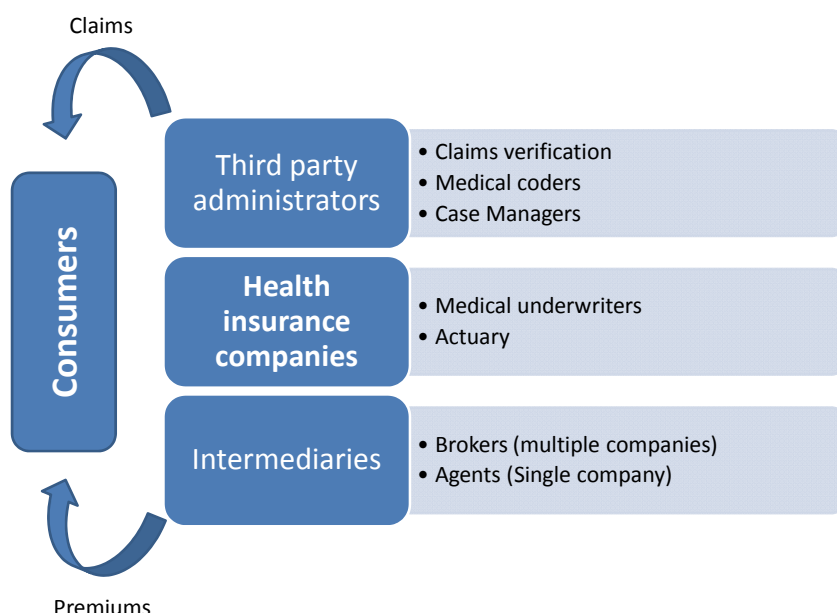 Claims
Consumers
Third party
administrators
• Claims verification
• Medical coders
• Case Managers
Health
insurance
companies
• Medical underwriters
• Actuary
Intermediaries
• Brokers (multiple companies)
• Agents (Single company)
Premiums